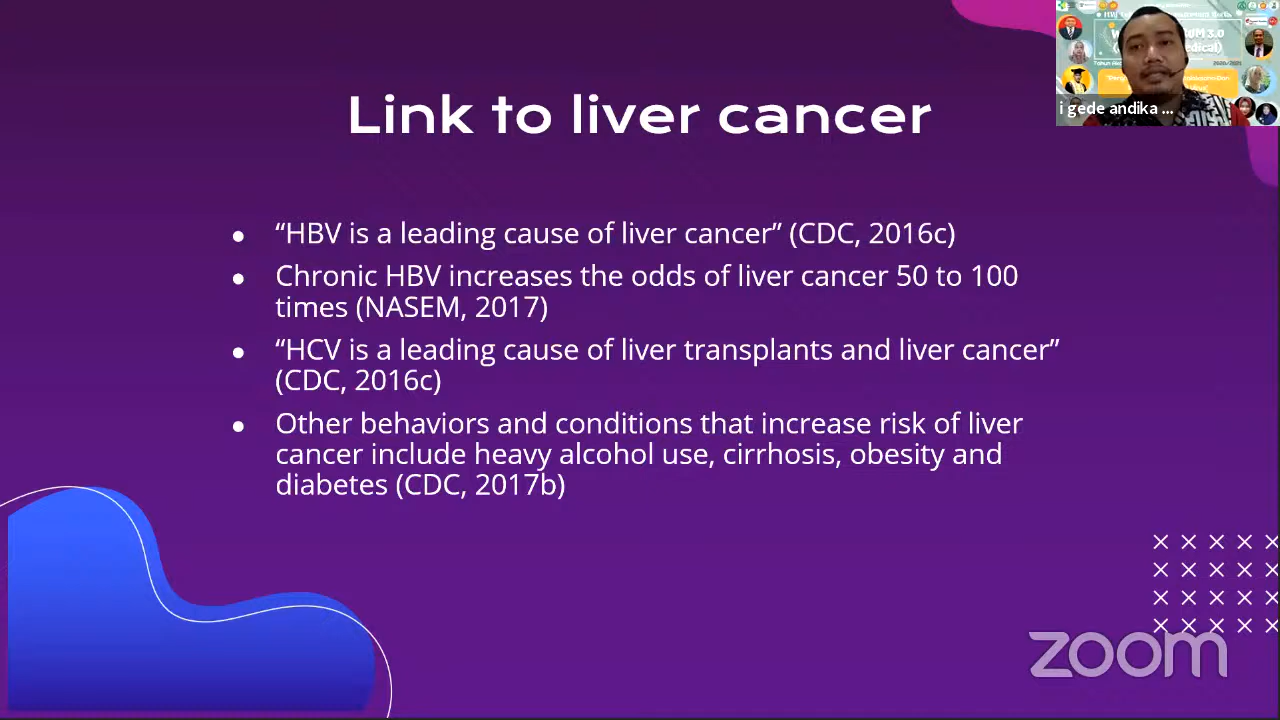 Link to liver cancer
● “HBV is a leading cause of liver cancer” (CDC, 2016c)
● Chronic HBV increases the odds of liver cancer 50 to 100
times (NASEM, 2017)
● “HCV is a leading cause of liver transplants and liver cancer”
(CDC, 2016c)
● Other behaviors and conditions that increase risk of liver
cancer include heavy alcohol use, cirrhosis, obesity and
diabetes (CDC, 2017b)
i gede andika ...
zoom